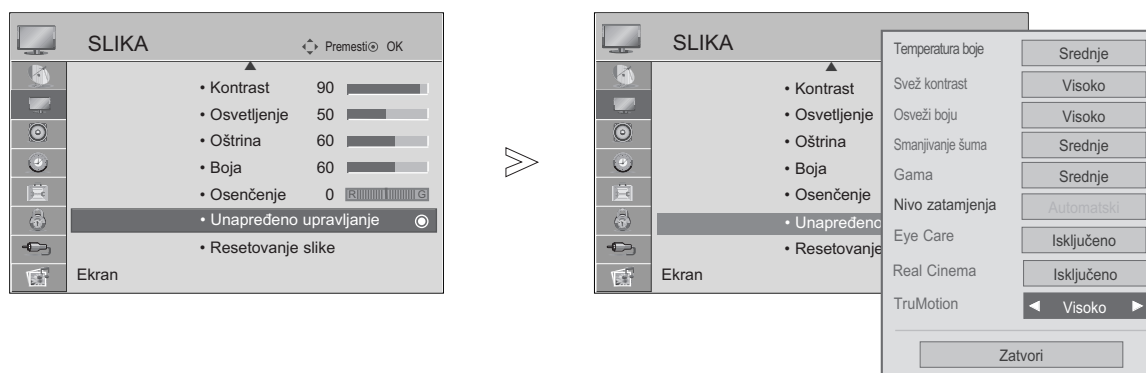 SLIKA
Premesti OK
• Kontrast 90
• Osvetljenje 50
• Oštrina 60
• Boja 60
• Osenčenje 0 R G
• Unapređeno upravljanje
• Resetovanje slike
Ekran
SLIKA
• Kontrast
• Osvetljenje
• Oštrina
• Boja
• Osenčenje
• Unapređeno
• Resetovanje
Ekran
Temperatura boje Srednje
Svež kontrast Visoko
Osveži boju Visoko
Smanjivanje šuma Srednje
Gama Srednje
Nivo zatamjenja Automatski
Eye Care Isključeno
Real Cinema Isključeno
TruMotion ◄ Visoko ►
Zatvori